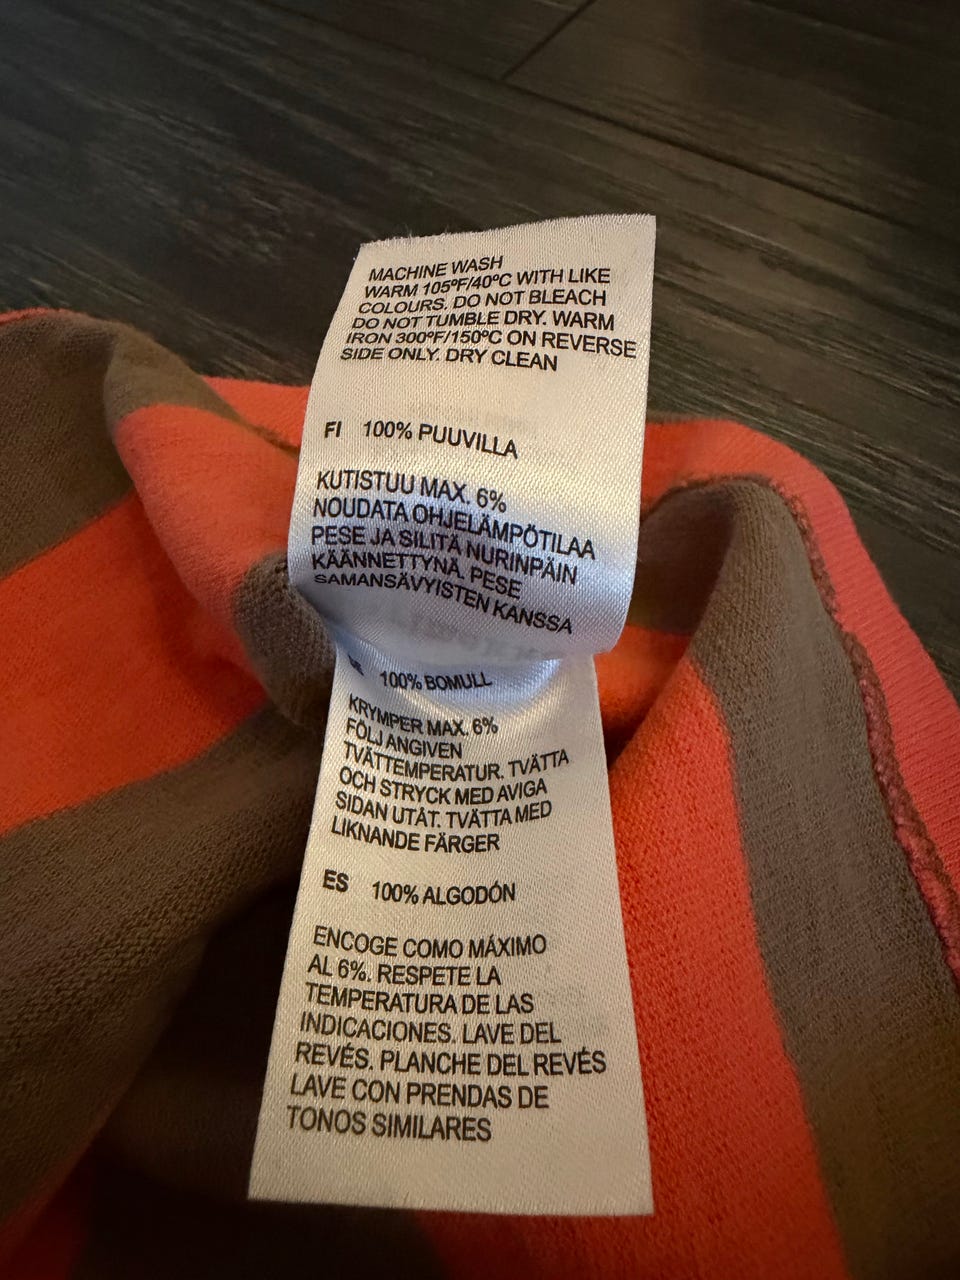 MACHINE WASH
WARM 105ºF/40ºC WITH LIKE
COLOURS. DO NOT BLEACH
DO NOT TUMBLE DRY. WARM
IRON 300ºF/150ºC ON REVERSE
SIDE ONLY. DRY CLEAN
FI 100% PUUVILLA
KUTISTUU MAX. 6%
NOUDATA OHJELÄMPÖTILAA
PESE JA SILITÄ NURINPÄIN
KÄÄNNETTYNÄ. PESE
SAMANSÄVYISTEN KANSSA
100% BOMULL
KRYMPER MAX. 6%
FÖLJ ANGIVEN
TVÄTTEMPERATUR. TVÄTTA
OCH STRYCK MED AVIGA
SIDAN UTÅT. TVÄTTA MED
LIKNANDE FÄRGER
ES 100% ALGODÓN
ENCOGE COMO MÁXIMO
AL 6%. RESPETE LA
TEMPERATURA DE LAS
INDICACIONES. LAVE DEL
REVÉS. PLANCHE DEL REVÉS
LAVE CON PRENDAS DE
TONOS SIMILARES